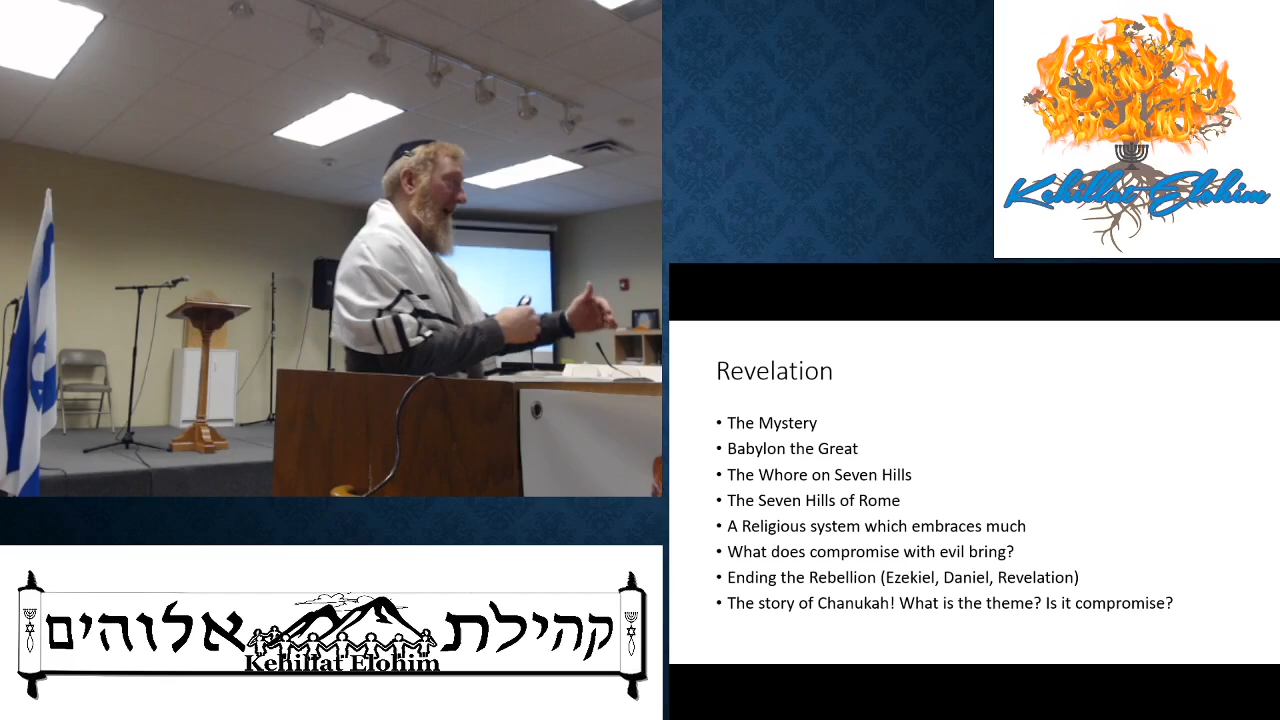 Kehillat Elohim
Revelation
• The Mystery
• Babylon the Great
• The Whore on Seven Hills
• The Seven Hills of Rome
• A Religious system which embraces much
• What does compromise with evil bring?
• Ending the Rebellion (Ezekiel, Daniel, Revelation)
• The story of Chanukah! What is the theme? Is it compromise?
קהילת אלוהים
Kehillat Elohim